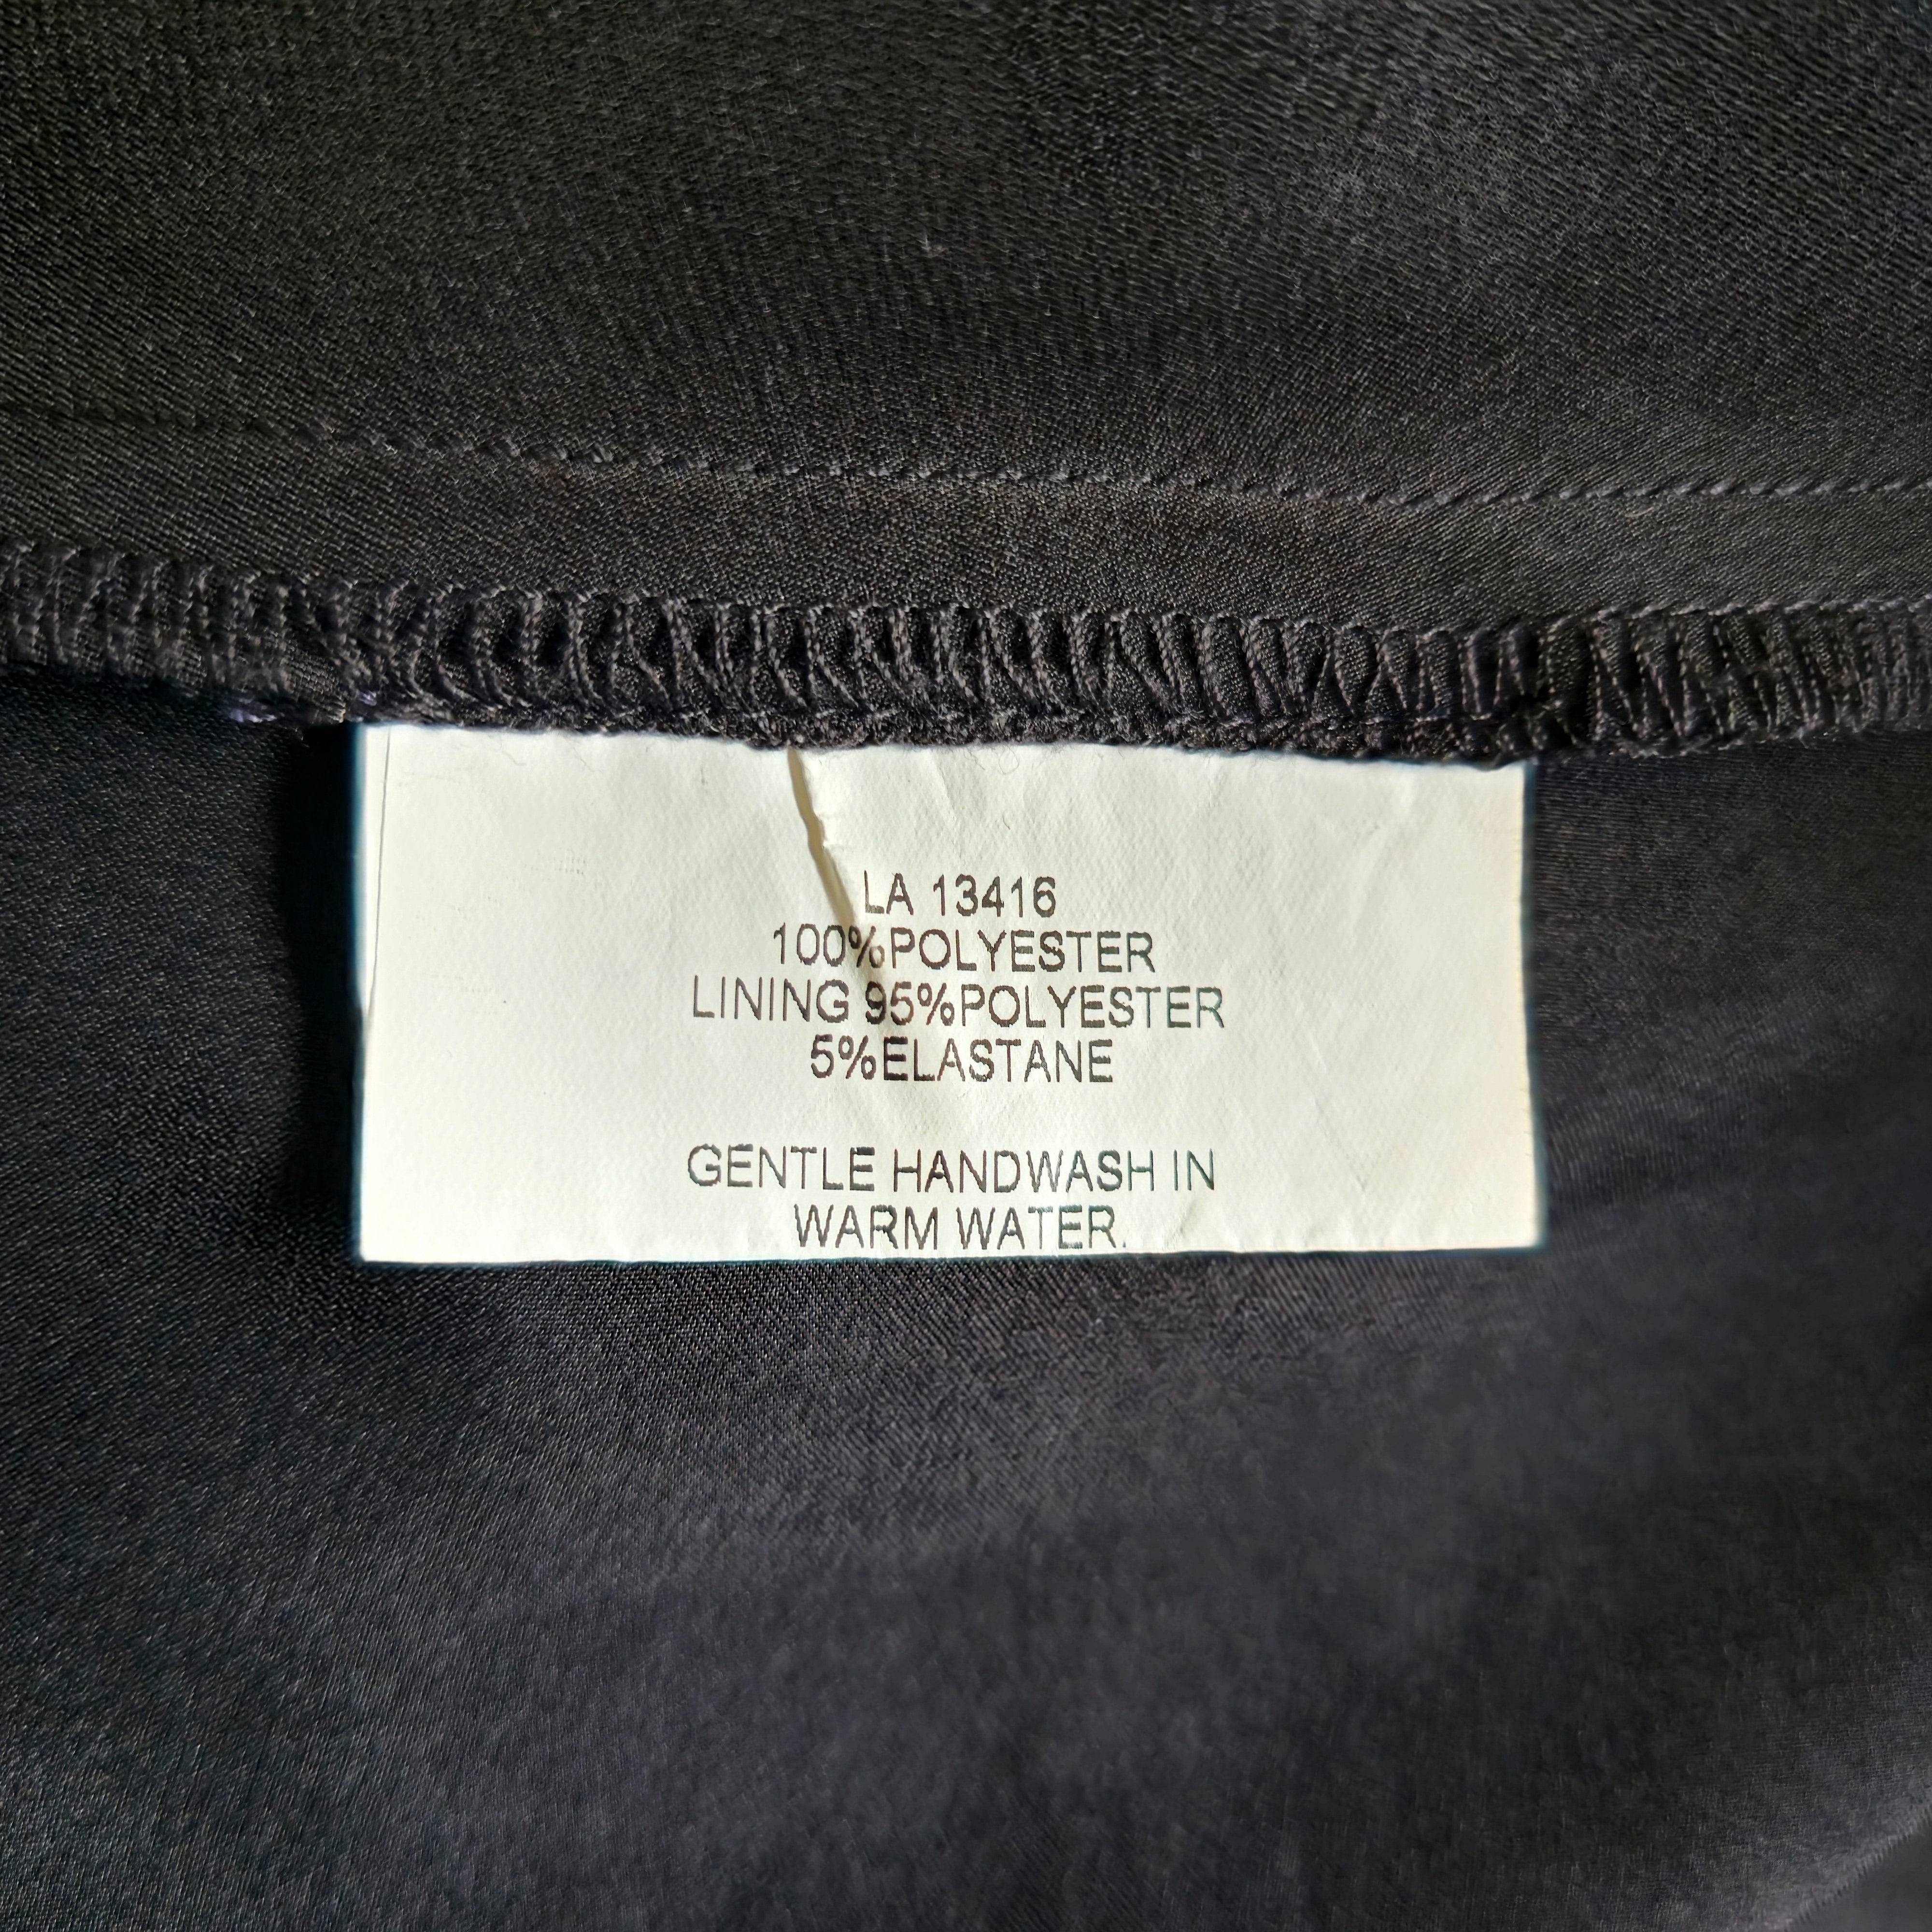 LA 13416
100%POLYESTER
LINING 95%POLYESTER
5%ELASTANE
GENTLE HANDWASH IN
WARM WATER.